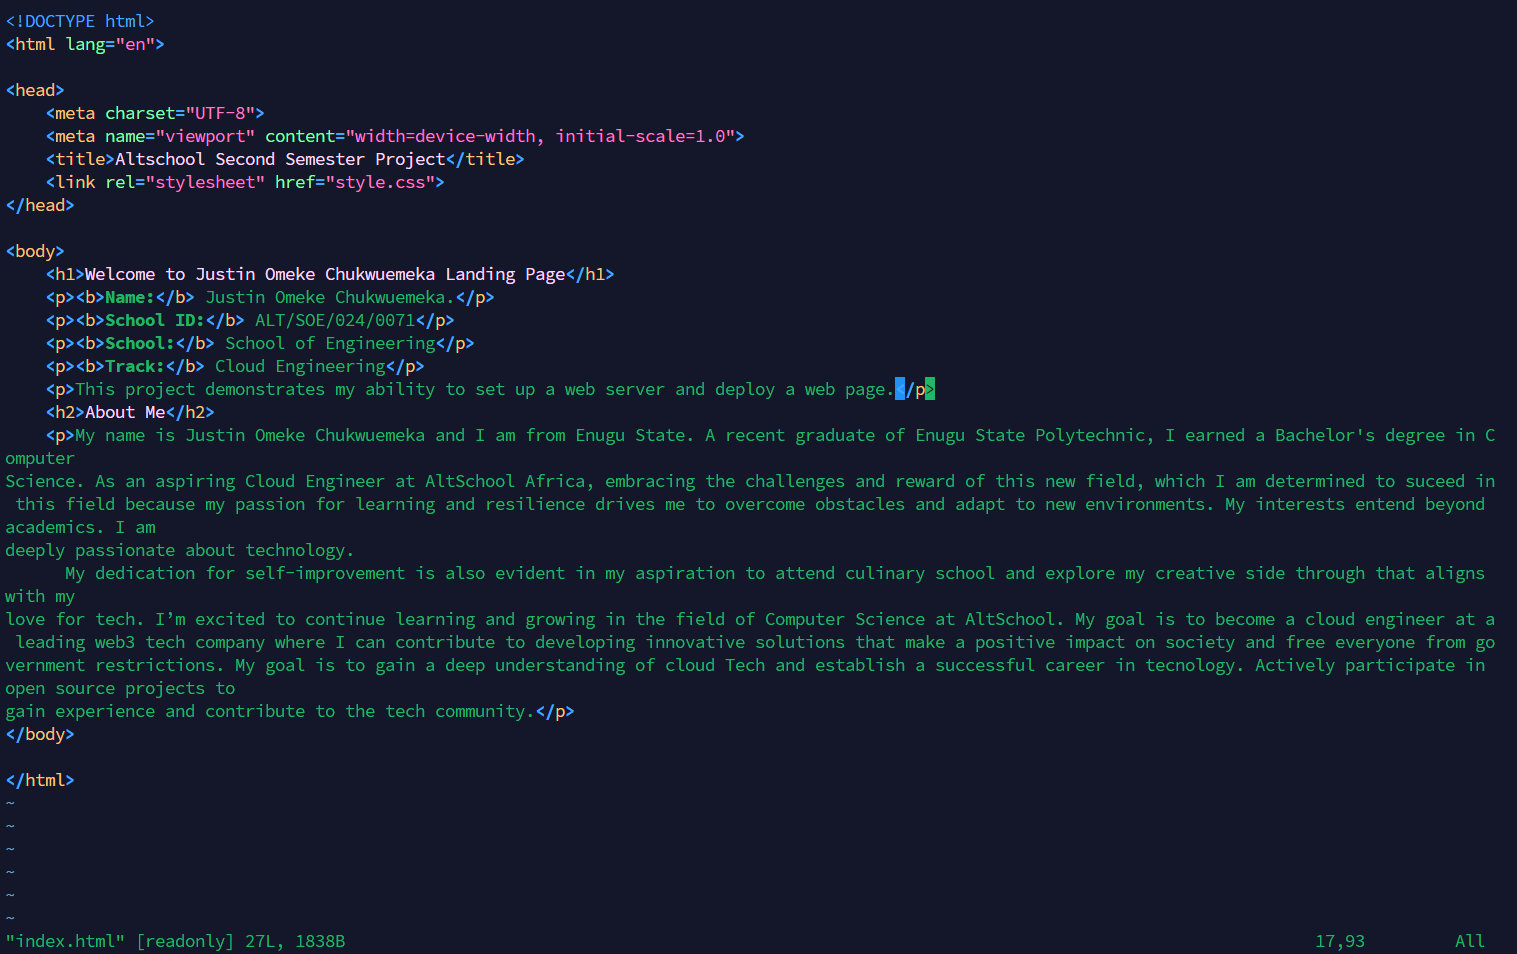 <!DOCTYPE html>
<html lang="en">

<head>
    <meta charset="UTF-8">
    <meta name="viewport" content="width=device-width, initial-scale=1.0">
    <title>Altschool Second Semester Project</title>
    <link rel="stylesheet" href="style.css">
</head>

<body>
    <h1>Welcome to Justin Omeke Chukwuemeka Landing Page</h1>
    <p><b>Name:</b> Justin Omeke Chukwuemeka.</p>
    <p><b>School ID:</b> ALT/SOE/024/0071</p>
    <p><b>School:</b> School of Engineering</p>
    <p><b>Track:</b> Cloud Engineering</p>
    <p>This project demonstrates my ability to set up a web server and deploy a web page.</p>
    <h2>About Me</h2>
    <p>My name is Justin Omeke Chukwuemeka and I am from Enugu State. A recent graduate of Enugu State Polytechnic, I earned a Bachelor's degree in C
omputer
Science. As an aspiring Cloud Engineer at AltSchool Africa, embracing the challenges and reward of this new field, which I am determined to suceed in
 this field because my passion for learning and resilience drives me to overcome obstacles and adapt to new environments. My interests entend beyond
academics. I am
deeply passionate about technology.
      My dedication for self-improvement is also evident in my aspiration to attend culinary school and explore my creative side through that aligns
with my
love for tech. I’m excited to continue learning and growing in the field of Computer Science at AltSchool. My goal is to become a cloud engineer at a
 leading web3 tech company where I can contribute to developing innovative solutions that make a positive impact on society and free everyone from go
vernment restrictions. My goal is to gain a deep understanding of cloud Tech and establish a successful career in tecnology. Actively participate in
open source projects to
gain experience and contribute to the tech community.</p>
</body>

</html>
~
~
~
~
~
~
"index.html" [readonly] 27L, 1838B 17,93 All